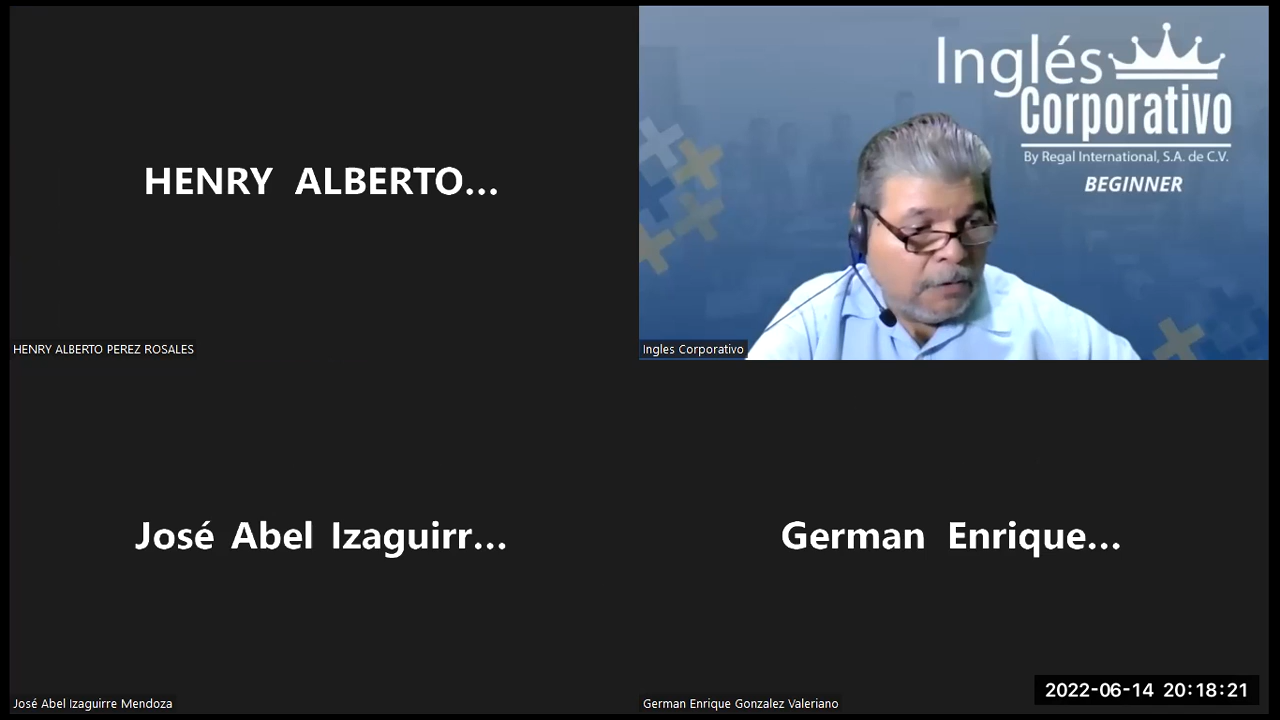 HENRY ALBERTO...
HENRY ALBERTO PEREZ ROSALES
Inglés
Corporativo
By Regal International, S.A. de C.V.
BEGINNER
Ingles Corporativo
José Abel Izaguirr...
José Abel Izaguirre Mendoza
German Enrique...
German Enrique Gonzalez Valeriano
2022-06-14 20:18:21